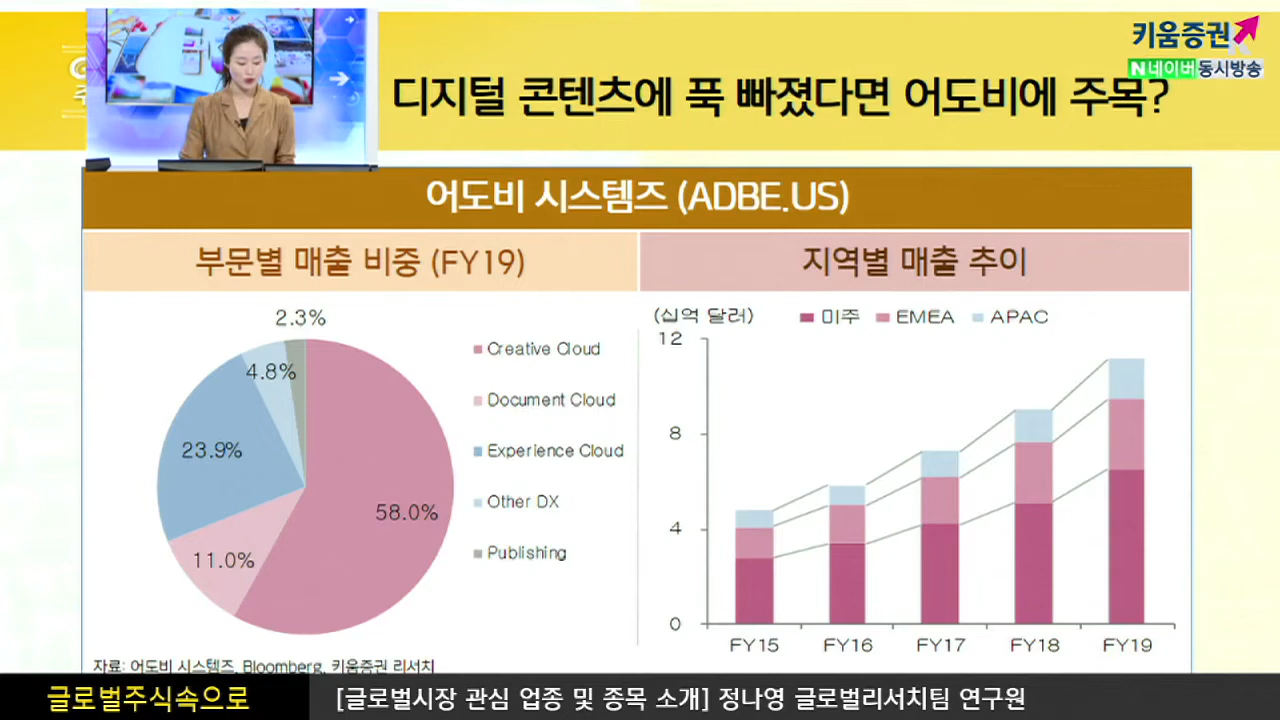 키움증권
N 네이버 동시방송
디지털 콘텐츠에 푹 빠졌다면 어도비에 주목?
어도비 시스템즈 (ADBE.US)
부문별 매출 비중 (FY19)
2.3%
4.8%
23.9%
58.0%
11.0%
Creative Cloud
Document Cloud
Experience Cloud
Other DX
Publishing
지역별 매출 추이
(십억 달러)
미주 EMEA APAC
12
8
4
0
FY15 FY16 FY17 FY18 FY19
자료: 어도비 시스템즈, Bloomberg, 키움증권 리서치
글로벌주식속으로
[글로벌시장 관심 업종 및 종목 소개] 정나영 글로벌리서치팀 연구원